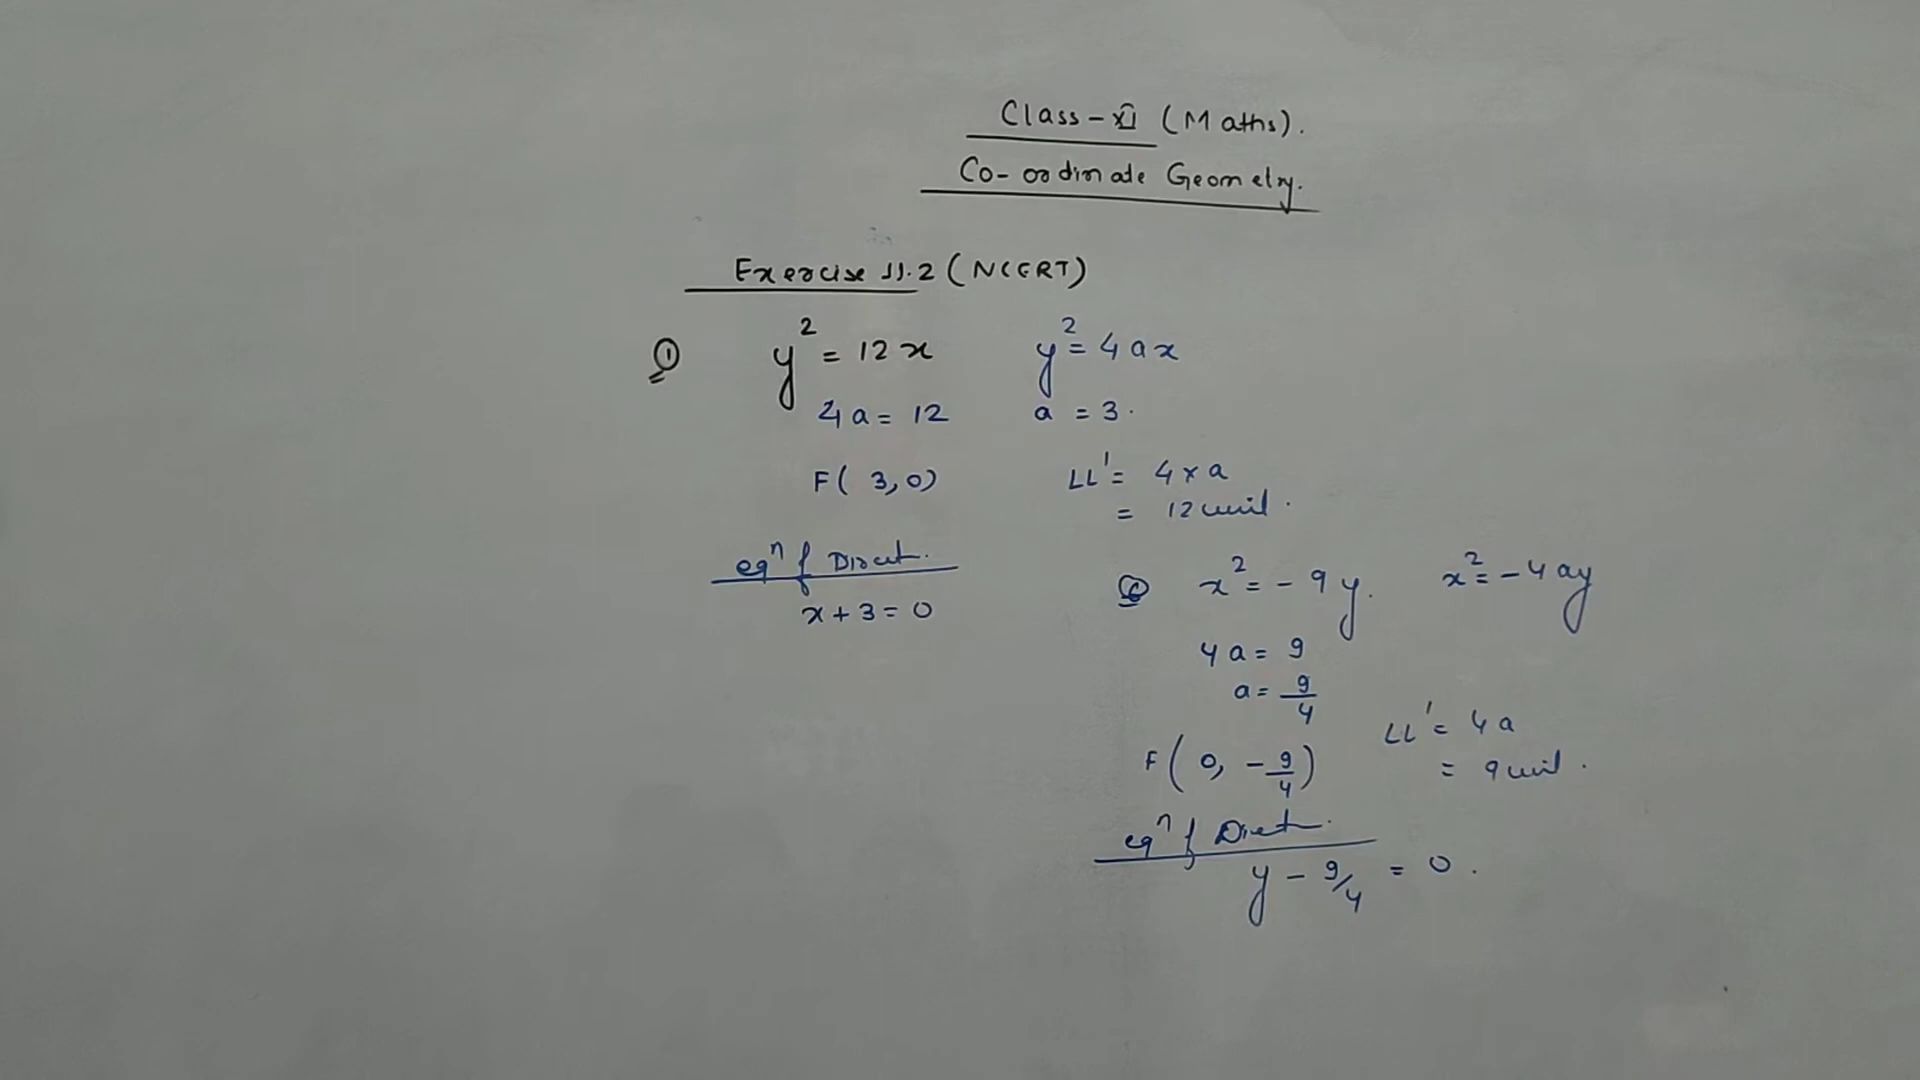 Class-XI (Maths).
Co-ordinate Geometry.
Exercise 11.2 (NCERT)
① y² = 12x y² = 4ax
4a = 12 a = 3.
F( 3,0) LL' = 4×a
= 12 unit.
eqⁿ of Direct.
x+3=0
⑥ x² = -9y. x² = -4ay
4a = 9
a = 9/4
LL' = 4a
F( 0, -9/4) = 9 unit.
eqⁿ of Direct.
y - 9/4 = 0.